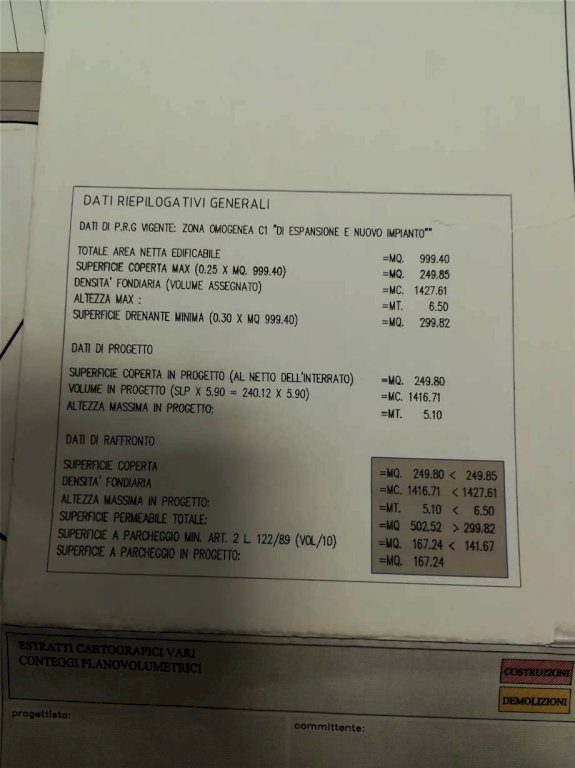 DATI RIEPILOGATIVI GENERALI
DATI DI P.R.G VIGENTE: ZONA OMOGENEA C1 "DI ESPANSIONE E NUOVO IMPIANTO""
TOTALE AREA NETTA EDIFICABILE =MQ. 999.40
SUPERFICIE COPERTA MAX (0.25 X MQ. 999.40) =MQ. 249.85
DENSITA' FONDIARIA (VOLUME ASSEGNATO) =MC. 1427.61
ALTEZZA MAX : =MT. 6.50
SUPERFICIE DRENANTE MINIMA (0.30 X MQ 999.40) =MQ. 299.82
DATI DI PROGETTO
SUPERFICIE COPERTA IN PROGETTO (AL NETTO DELL'INTERRATO) =MQ. 249.80
VOLUME IN PROGETTO (SLP X 5.90 = 240.12 X 5.90) =MC. 1416.71
ALTEZZA MASSIMA IN PROGETTO: =MT. 5.10
DATI DI RAFFRONTO
SUPERFICIE COPERTA =MQ. 249.80 < 249.85
DENSITA' FONDIARIA =MC. 1416.71 < 1427.61
ALTEZZA MASSIMA IN PROGETTO: =MT. 5.10 < 6.50
SUPERFICIE PERMEABILE TOTALE: =MQ 502.52 > 299.82
SUPERFICIE A PARCHEGGIO MIN. ART. 2 L. 122/89 (VOL/10) =MQ. 167.24 < 141.67
SUPERFICIE A PARCHEGGIO IN PROGETTO: =MQ. 167.24
ESTRATTI CARTOGRAFICI VARI
CONTEGGI PLANOVOLUMETRICI
COSTRUZIONI
DEMOLIZIONI
progettista:
committente: